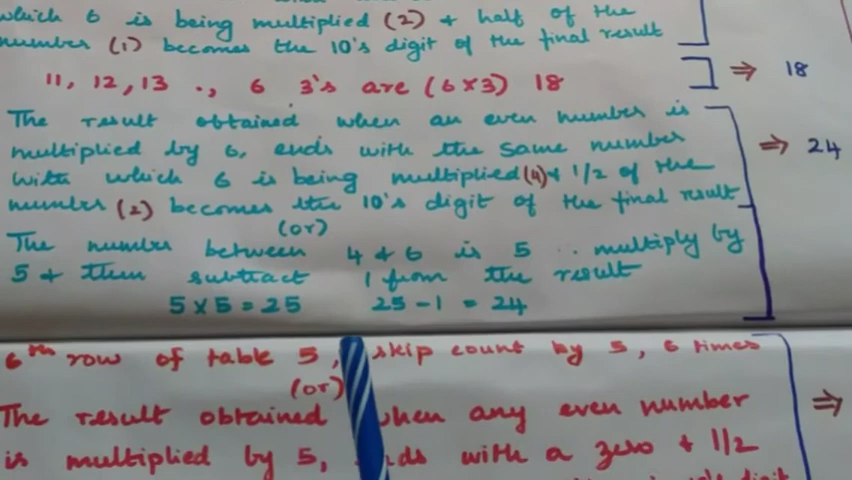 which 6 is being multiplied (2) & half of the
number (1) becomes the 10's digit of the final result
11, 12, 13 ., 6 3's are (6x3) 18
⇒ 18
The result obtained when an even number is
multiplied by 6, ends with the same number
with which 6 is being multiplied (4) & 1/2 of the
number (2) becomes the 10's digit of the final result
⇒ 24
(or)
The number between 4 & 6 is 5 ∴ multiply by
5 & then subtract 1 from the result
5 x 5 = 25 25 - 1 = 24
6th row of table 5, skip count by 5, 6 times
(or)
The result obtained when any even number
is multiplied by 5, with a zero & 1/2
⇒
digit